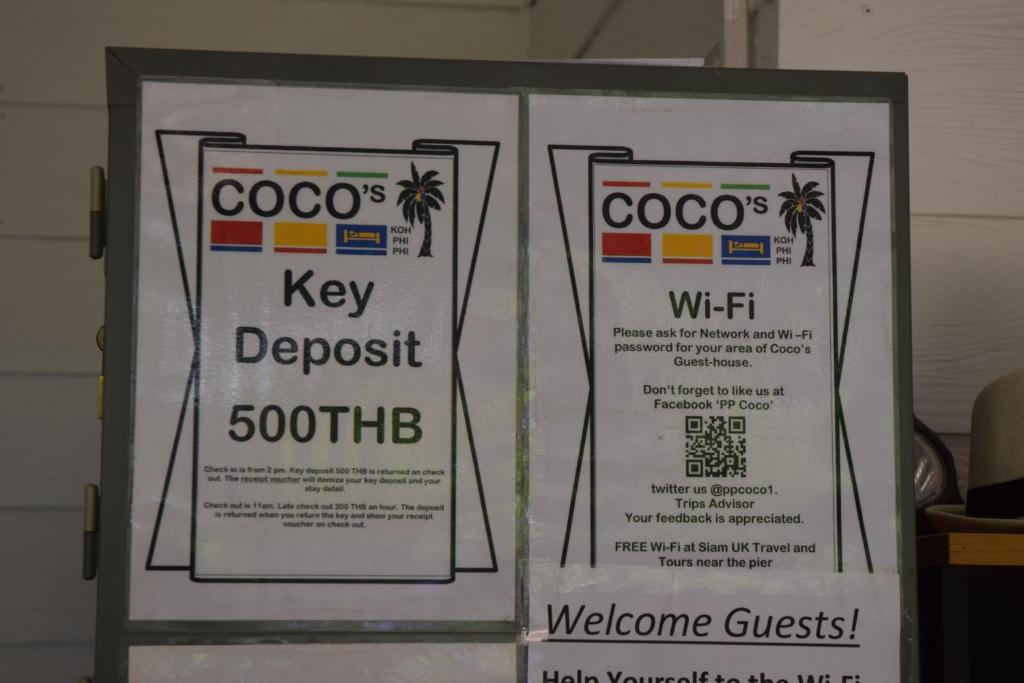 COCO's
KOH
PHI
PHI
Key
Deposit
500THB
Check in is from 2 pm. Key deposit 500 THB is returned on check
out. The receipt voucher will itemize your key deposit and your
stay detail.
Check out is 11am. Late check out 200 THB an hour. The deposit
is returned when you return the key and show your receipt
voucher on check out.
COCO's
KOH
PHI
PHI
Wi-Fi
Please ask for Network and Wi –Fi
password for your area of Coco's
Guest-house.
Don't forget to like us at
Facebook 'PP Coco'
twitter us @ppcoco1.
Trips Advisor
Your feedback is appreciated.
FREE Wi-Fi at Siam UK Travel and
Tours near the pier
Welcome Guests!
Help Yourself to the Wi-Fi